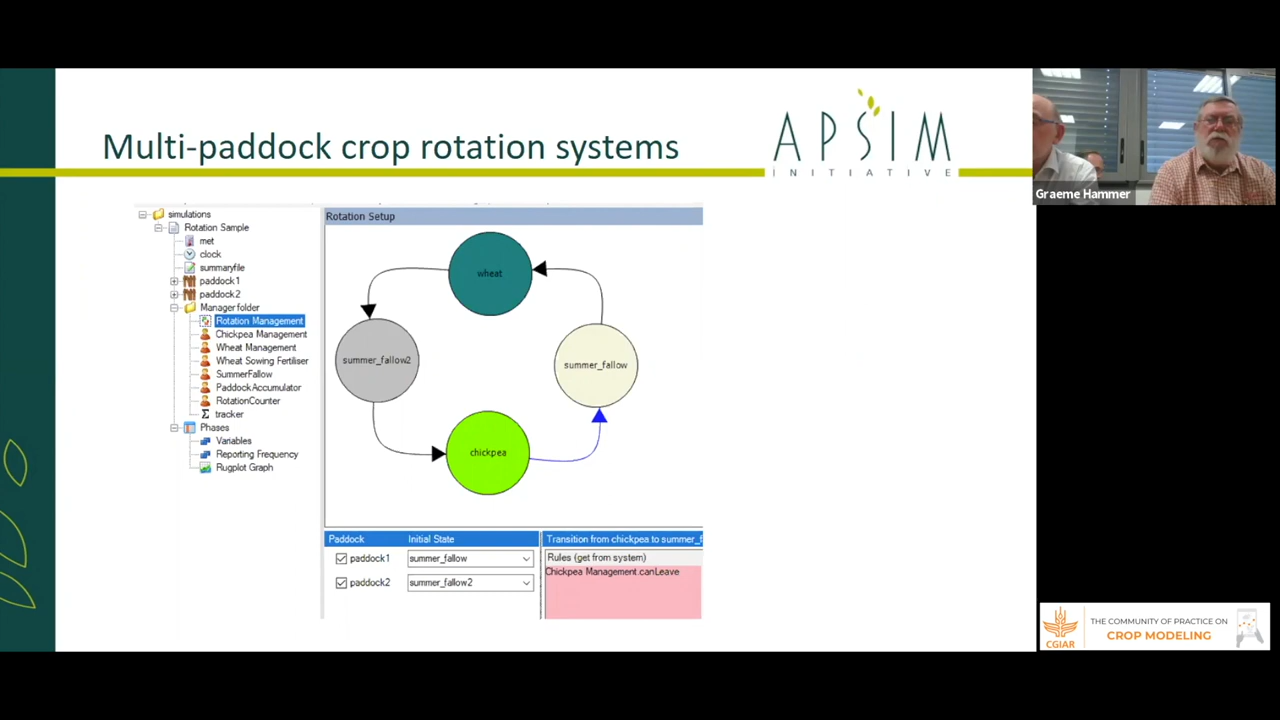 Multi-paddock crop rotation systems
APSIM
INITIATIVE
Graeme Hammer
simulations
Rotation Sample
met
clock
summaryfile
paddock1
paddock2
Manager folder
Rotation Management
Chickpea Management
Wheat Management
Wheat Sowing Fertiliser
SummerFallow
PaddockAccumulator
RotationCounter
Σ tracker
Phases
Variables
Reporting Frequency
Rugplot Graph
Rotation Setup
wheat
summer_fallow2
summer_fallow
chickpea
Paddock Initial State
paddock1 summer_fallow
paddock2 summer_fallow2
Transition from chickpea to summer_f
Rules (get from system)
Chickpea Management.canLeave
CGIAR
THE COMMUNITY OF PRACTICE ON
CROP MODELING